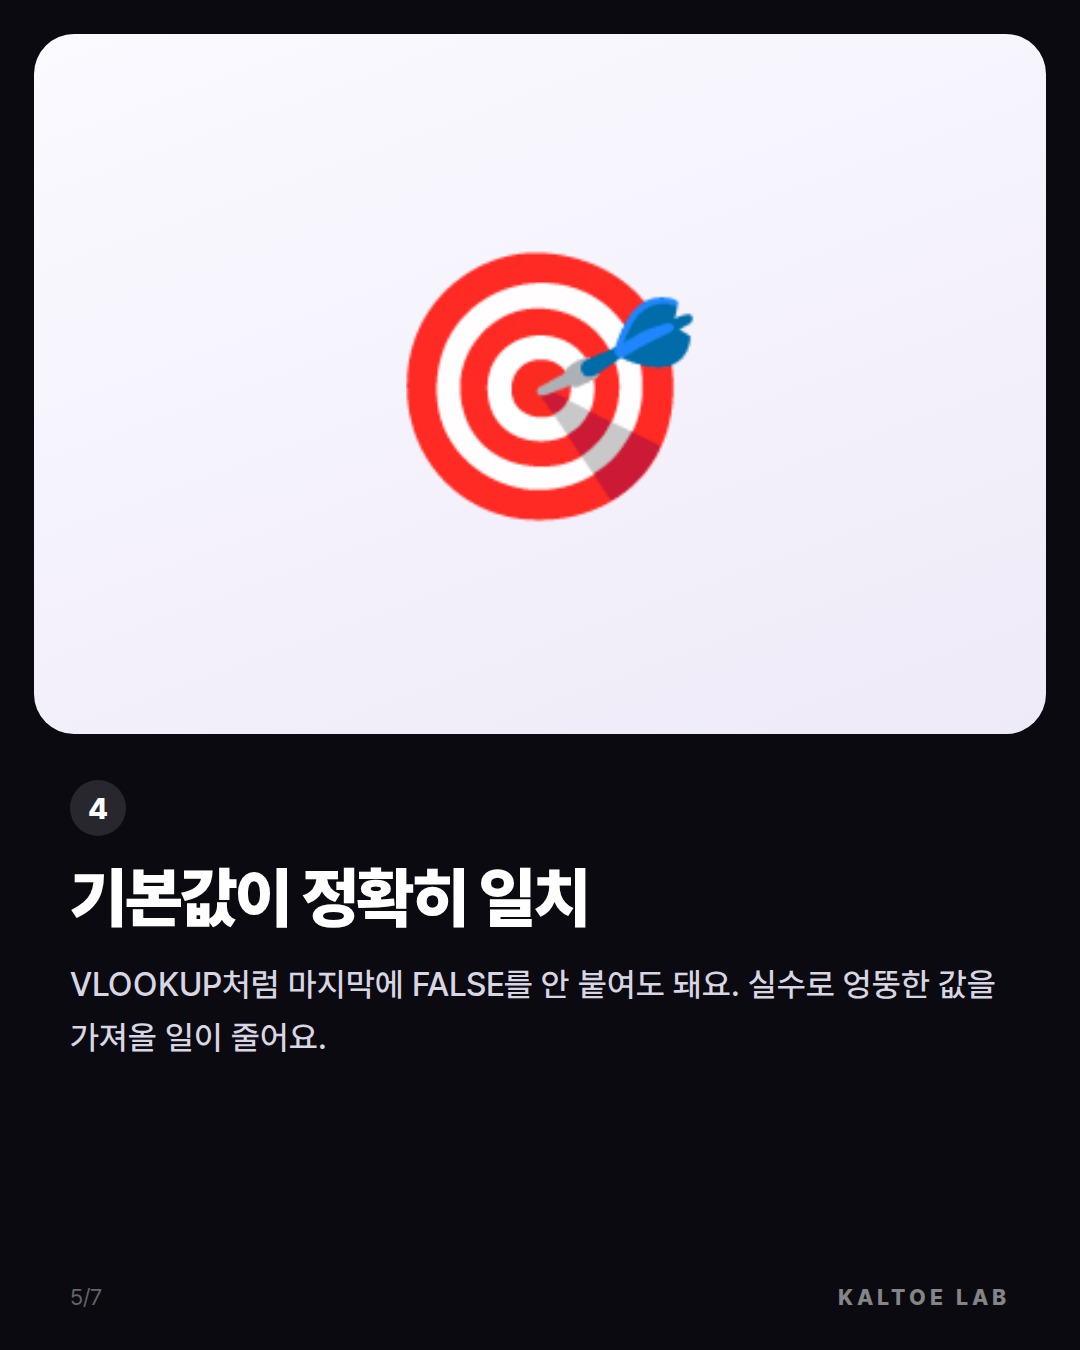 4
기본값이 정확히 일치
VLOOKUP처럼 마지막에 FALSE를 안 붙여도 돼요. 실수로 엉뚱한 값을
가져올 일이 줄어요.
5/7
KALTOE LAB